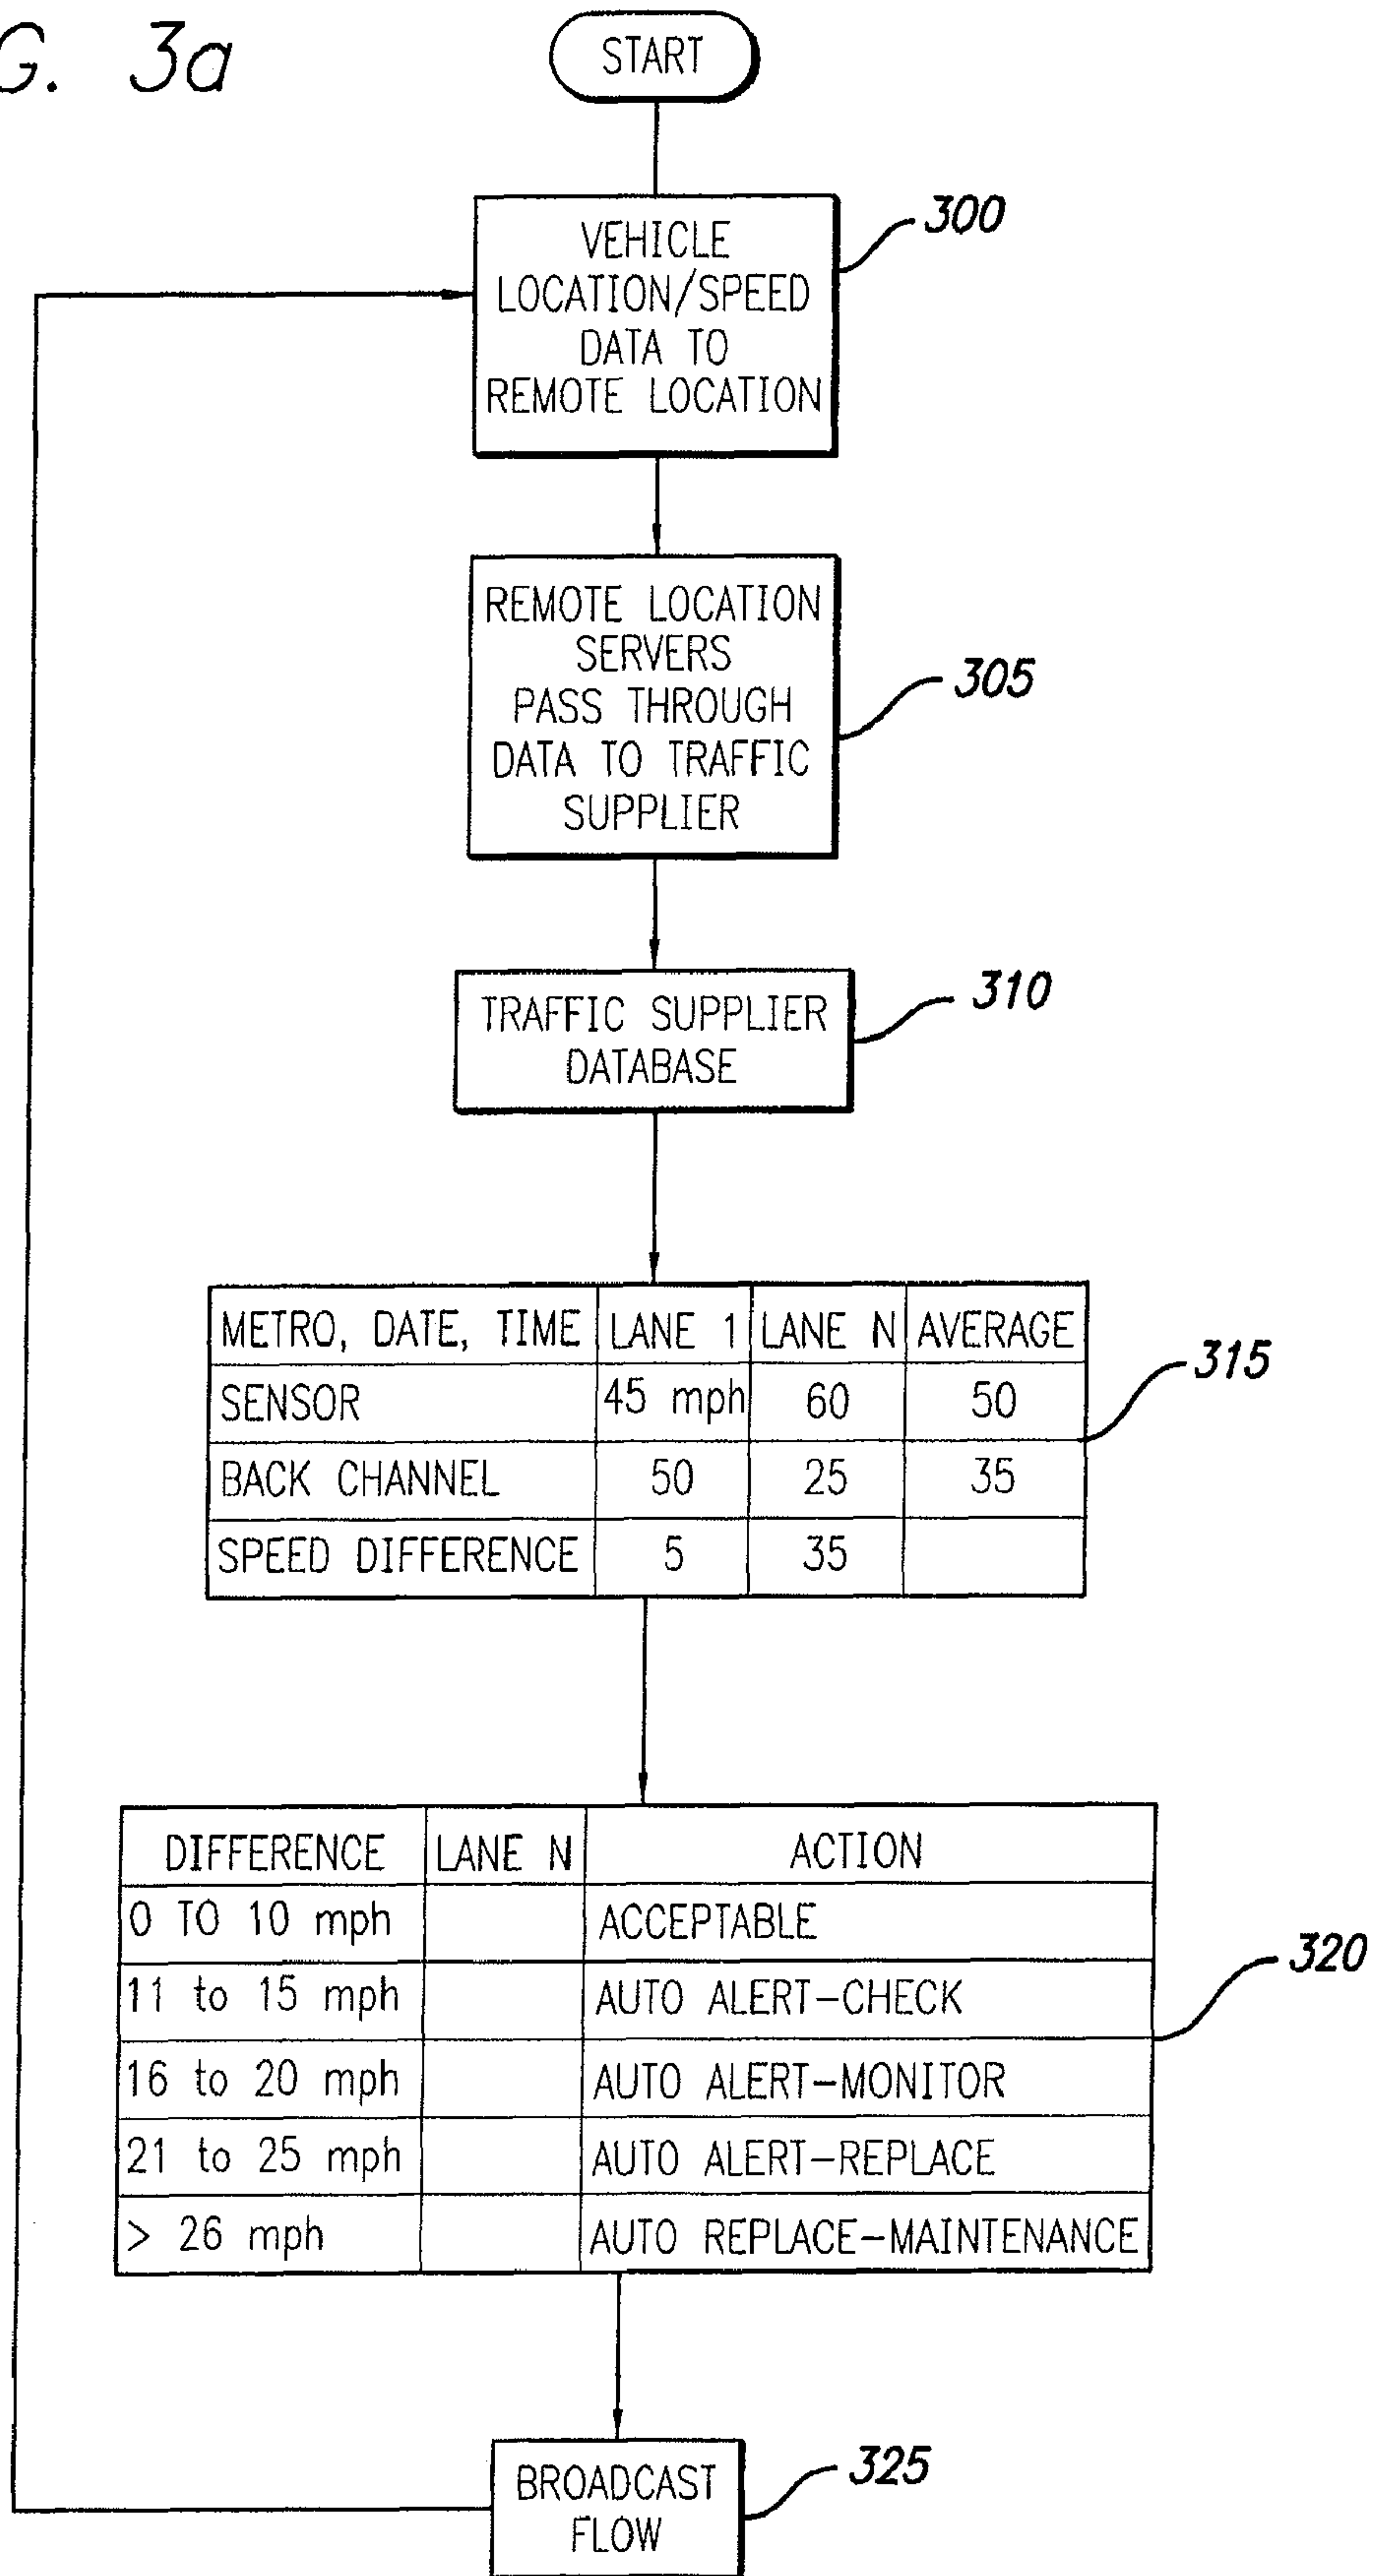 G. 3a
START
VEHICLE
LOCATION/SPEED
DATA TO
REMOTE LOCATION
300
REMOTE LOCATION
SERVERS
PASS THROUGH
DATA TO TRAFFIC
SUPPLIER
305
TRAFFIC SUPPLIER
DATABASE
310
METRO, DATE, TIME LANE 1 LANE N AVERAGE
SENSOR 45 mph 60 50
BACK CHANNEL 50 25 35
SPEED DIFFERENCE 5 35
315
DIFFERENCE LANE N ACTION
0 TO 10 mph ACCEPTABLE
11 to 15 mph AUTO ALERT-CHECK
16 to 20 mph AUTO ALERT-MONITOR
21 to 25 mph AUTO ALERT-REPLACE
> 26 mph AUTO REPLACE-MAINTENANCE
320
BROADCAST
FLOW
325